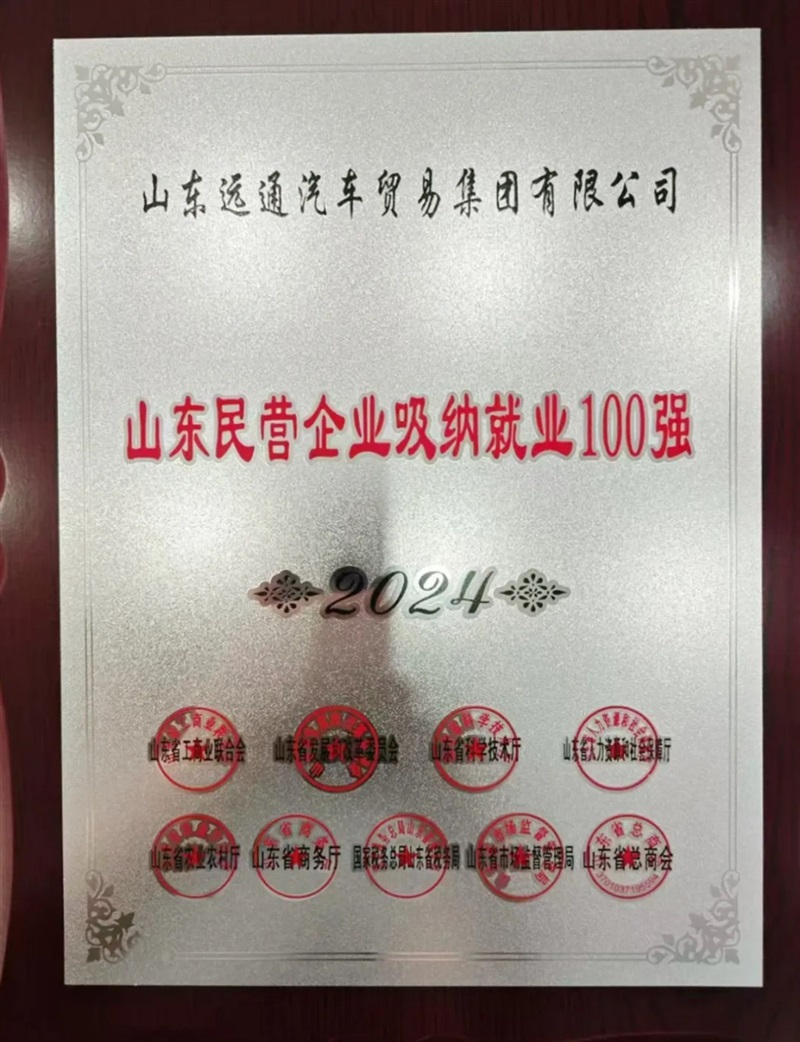 山东远通汽车贸易集团有限公司
山东民营企业吸纳就业100强
2024
山东省工商业联合会 山东省发展和改革委员会 山东省科学技术厅 山东省人力资源和社会保障厅
山东省农业农村厅 山东省商务厅 国家税务总局山东省税务局 山东省市场监督管理局 山东省总商会